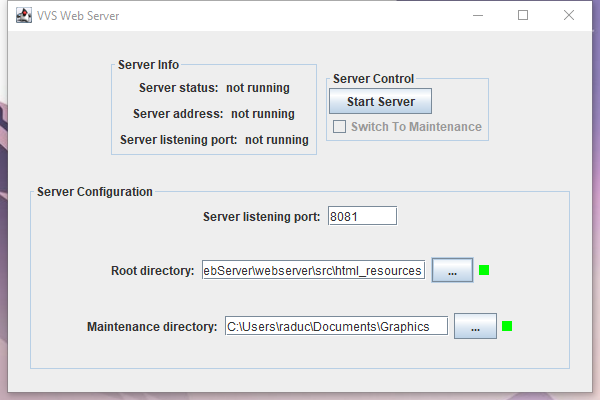 VVS Web Server
Server Info
Server status: not running
Server address: not running
Server listening port: not running
Server Control
Start Server
Switch To Maintenance
Server Configuration
Server listening port: 8081
Root directory: ebServer\webserver\src\html_resources ...
Maintenance directory: C:\Users\raduc\Documents\Graphics ...